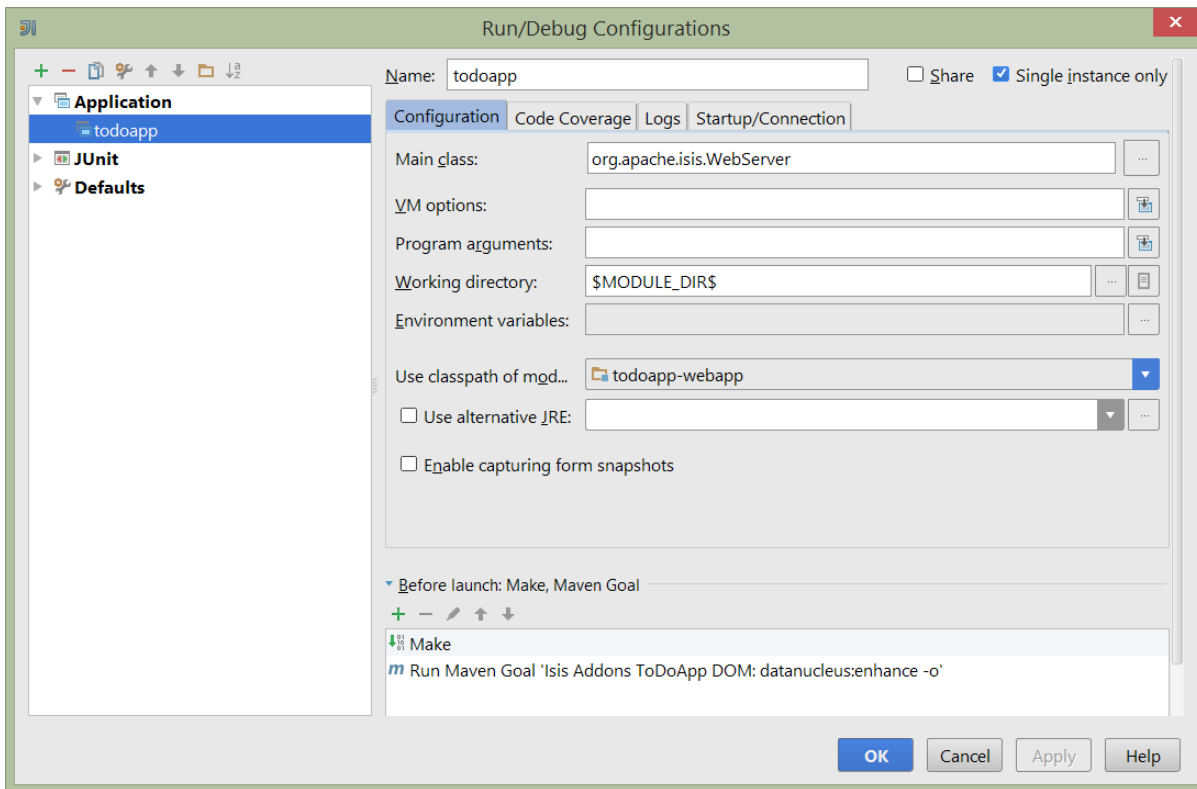 Run/Debug Configurations
Name: todoapp
Share
Single instance only
Application
todoapp
JUnit
Defaults
Configuration
Code Coverage
Logs
Startup/Connection
Main class: org.apache.isis.WebServer
VM options:
Program arguments:
Working directory: $MODULE_DIR$
Environment variables:
Use classpath of mod... todoapp-webapp
Use alternative JRE:
Enable capturing form snapshots
Before launch: Make, Maven Goal
Make
Run Maven Goal 'Isis Addons ToDoApp DOM: datanucleus:enhance -o'
OK
Cancel
Apply
Help